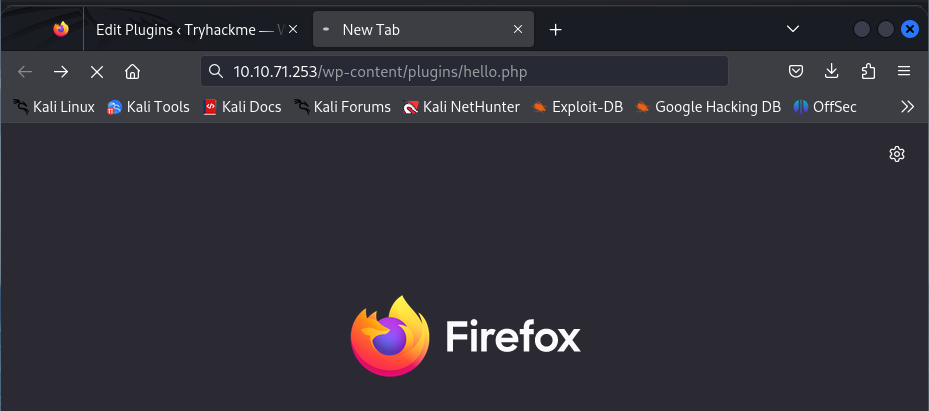 Edit Plugins ‹ Tryhackme — W
New Tab
10.10.71.253/wp-content/plugins/hello.php
Kali Linux Kali Tools Kali Docs Kali Forums Kali NetHunter Exploit-DB Google Hacking DB OffSec
Firefox